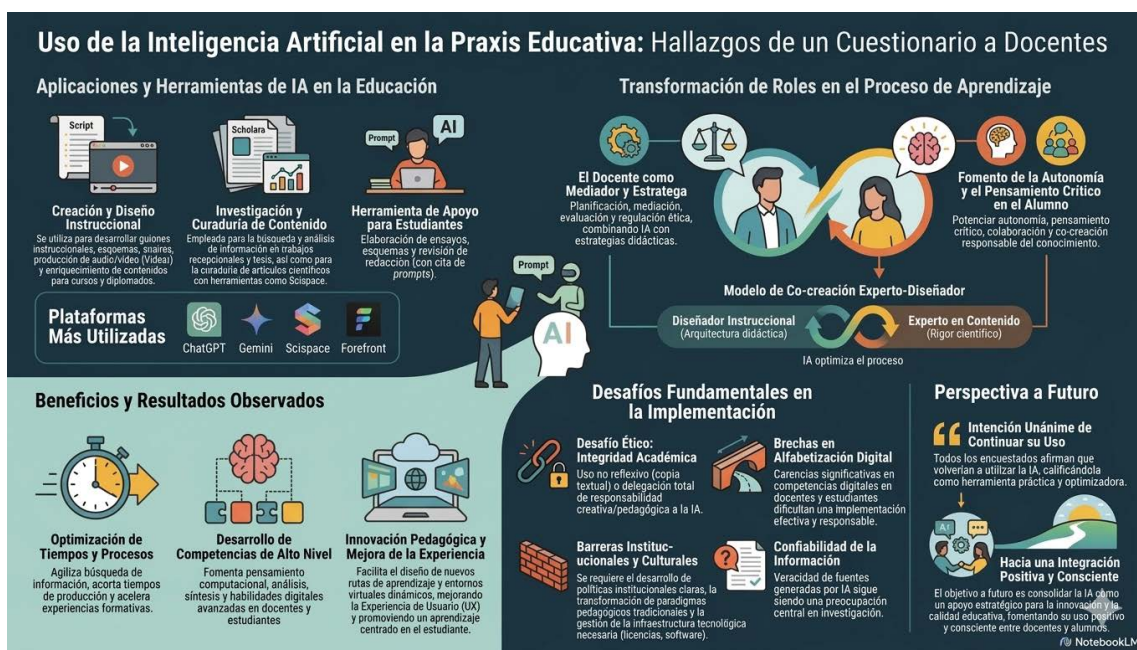 Uso de la Inteligencia Artificial en la Praxis Educativa: Hallazgos de un Cuestionario a Docentes
Aplicaciones y Herramientas de IA en la Educación
Script
Scholara
Prompt
AI
Creación y Diseño
Instruccional
Se utiliza para desarrollar guiones
instruccionales, esqemas, snaires,
producción de audio/video (Videaɪ)
y enriquecimiento de contenidos
para cursos y diplomados.
Investigación y
Curaduría de Contenido
Empleada para la búsqueda y análisis
de información en trabajos
recepcionales y tesis, así como para
la curaduría de artículos científicos
con herramientas como Scispace.
Herramienta de Apoyo
para Estudiantes
Elaboración de ensayos,
esquemas y revisión de
redacción (con cita de
prompts).
Plataformas
Más Utilizadas
ChatGPT
Gemini
Scispace
Forefront
Prompt
AI
Transformación de Roles en el Proceso de Aprendizaje
El Docente como
Mediador y Estratega
Planificación, mediación,
evaluación y regulación ética,
combinando IA con
estrategias didácticas.
Fomento de la Autonomía
y el Pensamiento Crítico
en el Alumno
Potenciar autonomía, pensamiento
crítico, collaboración y co-creación
responsable del conocimiento.
Modelo de Co-creación Experto-Diseñador
Diseñador Instruccional
(Arquitectura didáctica)
Experto en Contenido
(Rigor científico)
IA optimiza el proceso
Beneficios y Resultados Observados
Optimización de
Tiempos y Procesos
Agiliza búsqueda de
información, acorta tiempos
de producción y acelera
experiencias formativas.
Desarrollo de
Competencias de Alto Nivel
Fomenta pensamiento
computacional, análisis,
síntesis y habilidades digitales
avanzadas en docentes y
estudiantes
Innovación Pedagógica y
Mejora de la Experiencia
Facilita el diseño de nuevos
rutas de aprendizaje y entornos
virtuales dinámicos, mejorando
la Experiencia de Usuario (UX)
y promoviendo un aprendizaje
centrado en el estudiante.
Desafíos Fundamentales en
la Implementación
Desafío Ético:
Integridad Académica
Uso no reflexivo (copia
textual) o delegación total
de responsabilidad
creativa/pedagógica a la IA.
Brechas en
Alfabetización Digital
Carencias significativas en
competencias digitales en
docentes y estudiantes
dificultan una Implementación
efectiva y responsable.
Barreras Instituc-
ucionales y Culturales
Se requiere el desarrollo de
políticas institucionales claras, la
transformación de paradigmas
pedagógicos tradicionales y la
gestión de la infraestructura tecnológica
necesaria (licencias, software).
Confiabilidad de la
Información
Veracidad de fuentes
generadas por IA sigue
siendo una preocupación
central en investigación.
Perspectiva a Futuro
Intención Unánime de
Continuar su Uso
Todos los encuestados afirman que
volverian a utilizar la IA, calificándola
como herramienta práctica y optimizadora.
Hacia una Integración
Positiva y Consciente
El objetivo a futuro es consolidar la IA como
un apoyo estratégico para la innovación y la
calidad educativa, fomentando su uso positivo
y consciente entre docentes y alumnos.
NotebookLM